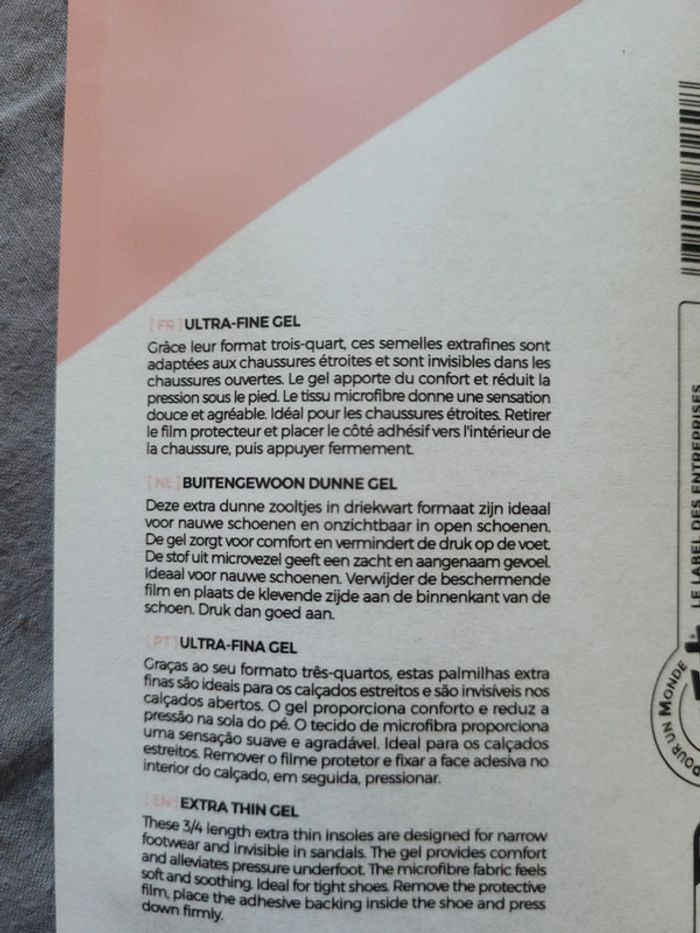 [FR] ULTRA-FINE GEL
Grâce leur format trois-quart, ces semelles extrafines sont
adaptées aux chaussures étroites et sont invisibles dans les
chaussures ouvertes. Le gel apporte du confort et réduit la
pression sous le pied. Le tissu microfibre donne une sensation
douce et agréable. Idéal pour les chaussures étroites. Retirer
le film protecteur et placer le côté adhésif vers l'intérieur de
la chaussure, puis appuyer fermement.
[NL] BUITENGEWOON DUNNE GEL
Deze extra dunne zooltjes in driekwart formaat zijn ideaal
voor nauwe schoenen en onzichtbaar in open schoenen.
De gel zorgt voor comfort en vermindert de druk op de voet.
De stof uit microvezel geeft een zacht en aangenaam gevoel.
Ideaal voor nauwe schoenen. Verwijder de beschermende
film en plaats de klevende zijde aan de binnenkant van de
schoen. Druk dan goed aan.
[PT] ULTRA-FINA GEL
Graças ao seu formato três-quartos, estas palmilhas extra
finas são ideais para os calçados estreitos e são invisíveis nos
calçados abertos. O gel proporciona conforto e reduz a
pressão na sola do pé. O tecido de microfibra proporciona
uma sensação suave e agradável. Ideal para os calçados
estreitos. Remover o filme protetor e fixar a face adesiva no
interior do calçado, em seguida, pressionar.
[EN] EXTRA THIN GEL
These 3/4 length extra thin insoles are designed for narrow
footwear and invisible in sandals. The gel provides comfort
and alleviates pressure underfoot. The microfibre fabric feels
soft and soothing. Ideal for tight shoes. Remove the protective
film, place the adhesive backing inside the shoe and press
down firmly.
LE LABEL DES ENTREPRISES
POUR UN MONDE